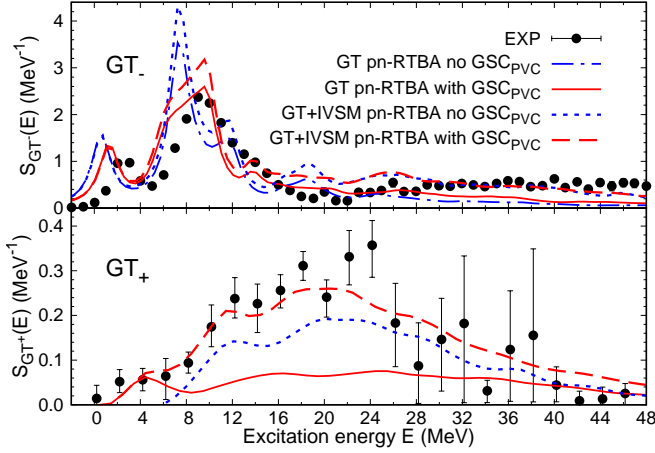 S_GT-(E) (MeV⁻¹)
4
3
2
1
0
GT_
EXP
GT pn-RTBA no GSC_PVC
GT pn-RTBA with GSC_PVC
GT+IVSM pn-RTBA no GSC_PVC
GT+IVSM pn-RTBA with GSC_PVC
S_GT+(E) (MeV⁻¹)
0.4
0.3
0.2
0.1
0.0
GT+
0 4 8 12 16 20 24 28 32 36 40 44 48
Excitation energy E (MeV)